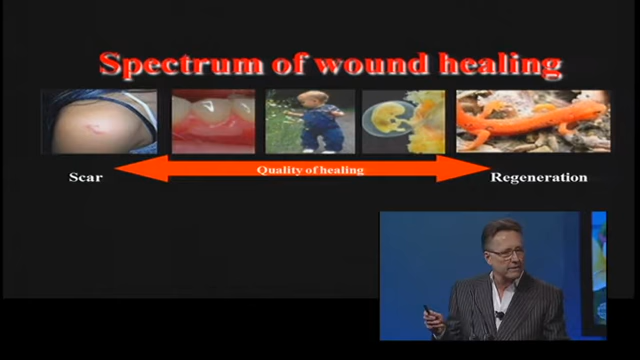 Spectrum of wound healing
Quality of healing
Scar
Regeneration